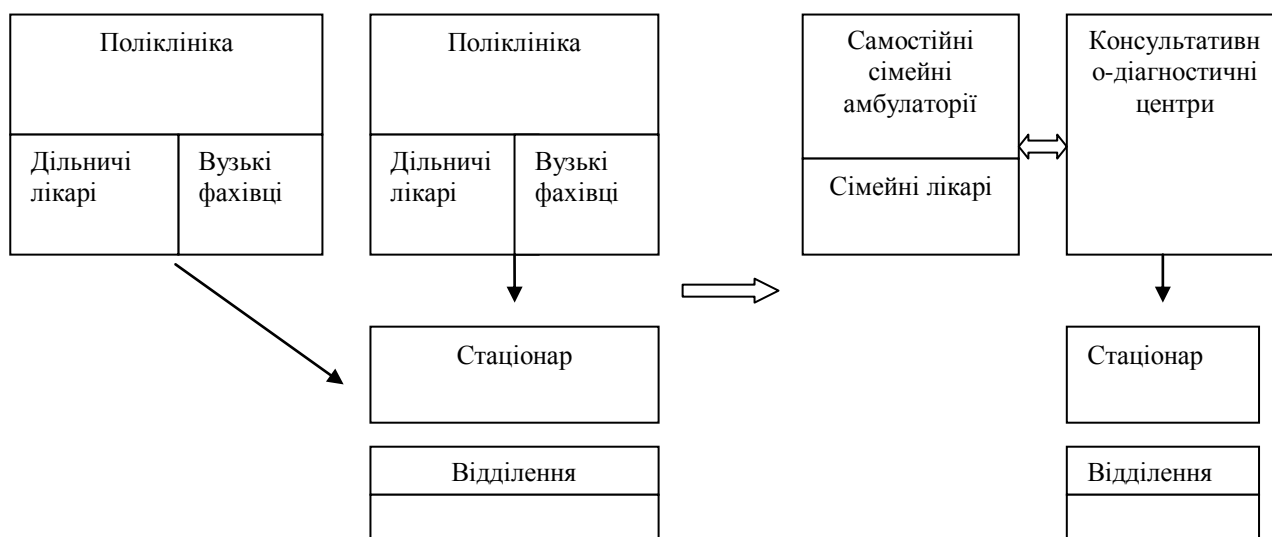 Поліклініка
Дільничі
лікарі
Вузькі
фахівці
Поліклініка
Дільничі
лікарі
Вузькі
фахівці
Стаціонар
Відділення
Самостійні
сімейні
амбулаторії
Сімейні лікарі
Консультативн
о-діагностичні
центри
Стаціонар
Відділення